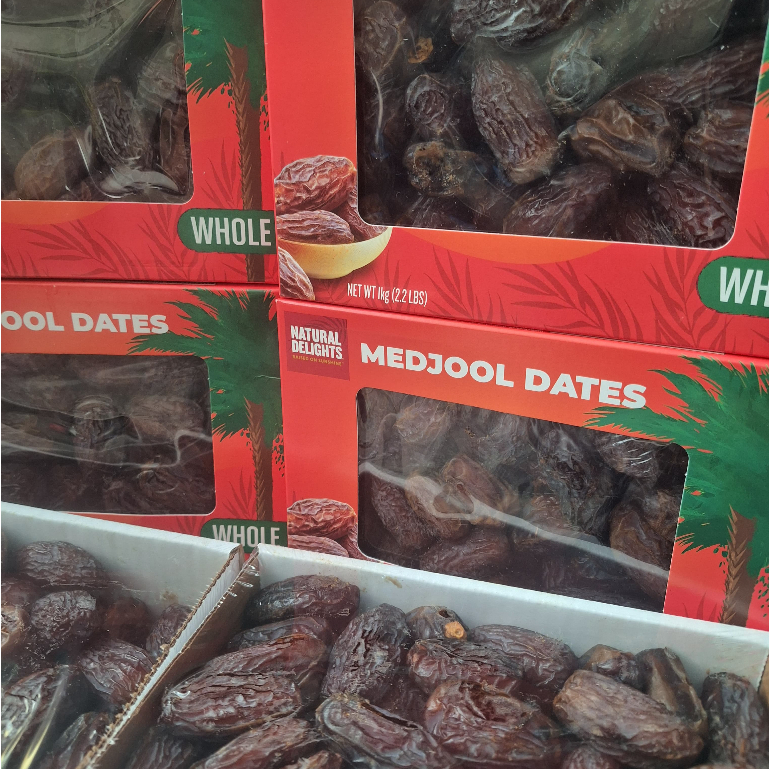 WHOLE
NET WT 1kg (2.2 LBS)
WH
OOL DATES
NATURAL
DELIGHTS
MEDJOOL DATES
WHOLE